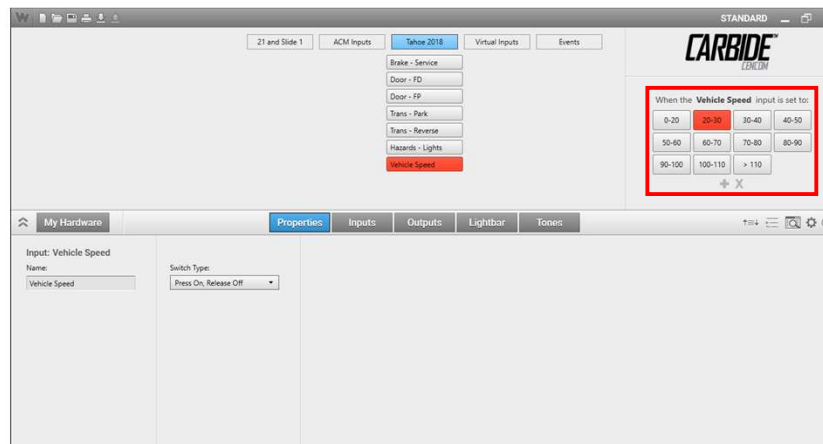 W
STANDARD
21 and Slide 1
ACM Inputs
Tahoe 2018
Virtual Inputs
Events
Brake - Service
Door - FD
Door - FP
Trans - Park
Trans - Reverse
Hazards - Lights
Vehicle Speed
CARBIDE™
CENCOM
When the Vehicle Speed input is set to:
0-20 20-30 30-40 40-50
50-60 60-70 70-80 80-90
90-100 100-110 > 110
My Hardware
Properties
Inputs
Outputs
Lightbar
Tones
Input: Vehicle Speed
Name:
Vehicle Speed
Switch Type:
Press On, Release Off